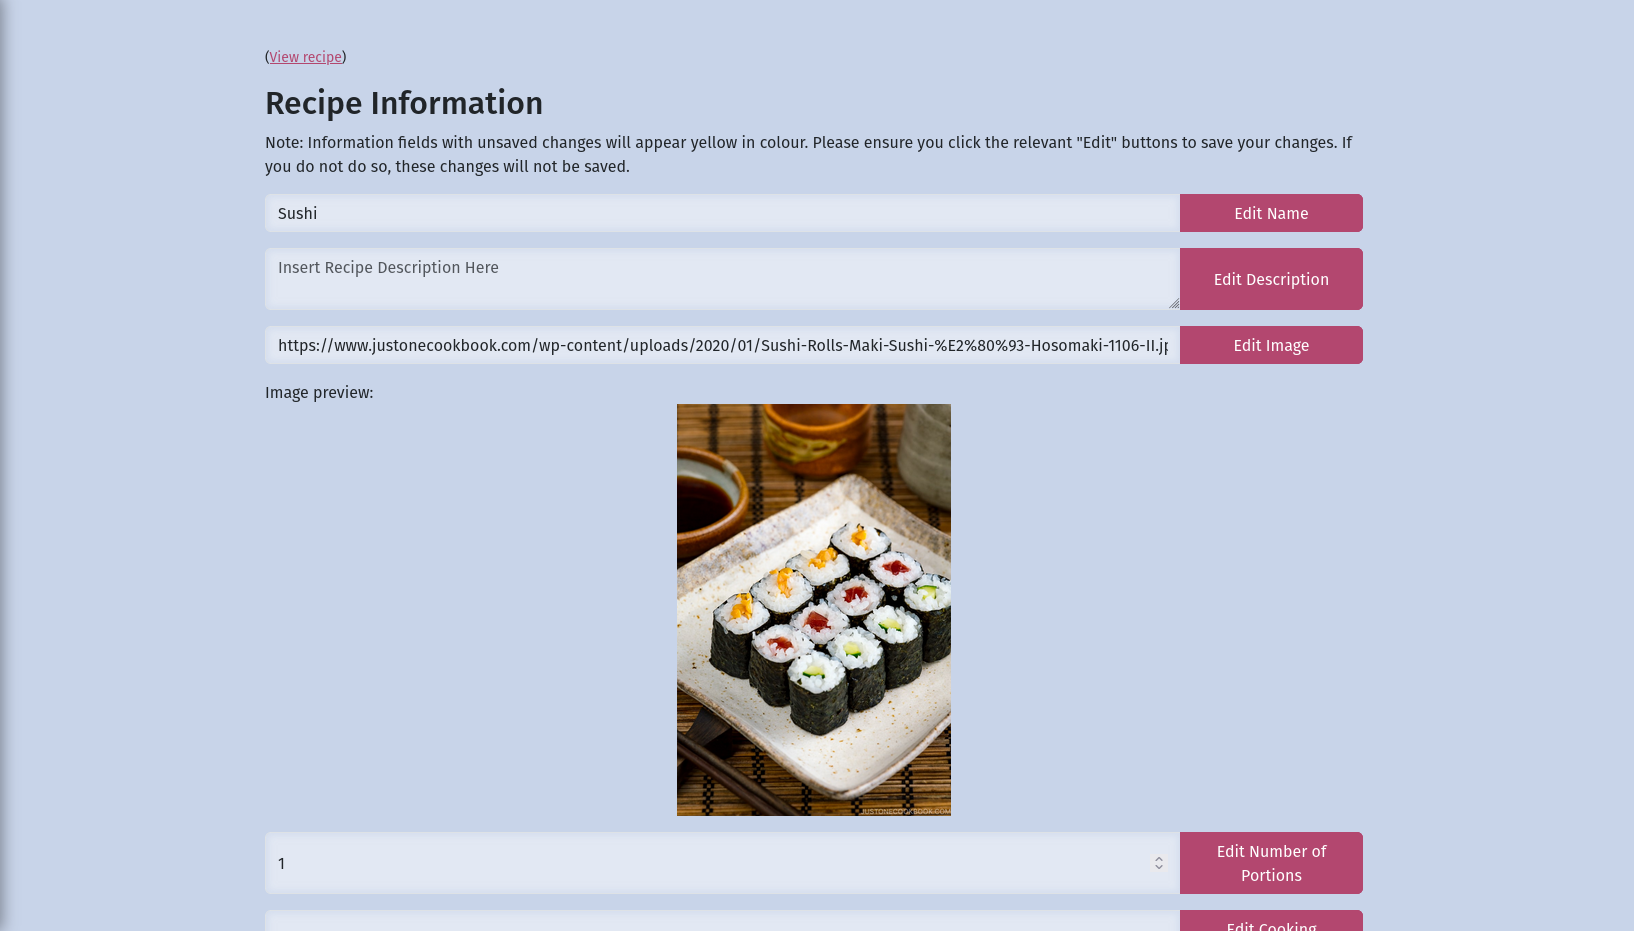 (View recipe)
Recipe Information
Note: Information fields with unsaved changes will appear yellow in colour. Please ensure you click the relevant "Edit" buttons to save your changes. If
you do not do so, these changes will not be saved.
Sushi
Edit Name
Insert Recipe Description Here
Edit Description
https://www.justonecookbook.com/wp-content/uploads/2020/01/Sushi-Rolls-Maki-Sushi-%E2%80%93-Hosomaki-1106-II.jp
Edit Image
Image preview:
JUSTONECOOKBOOK.COM
1
Edit Number of
Portions
Edit Cooking